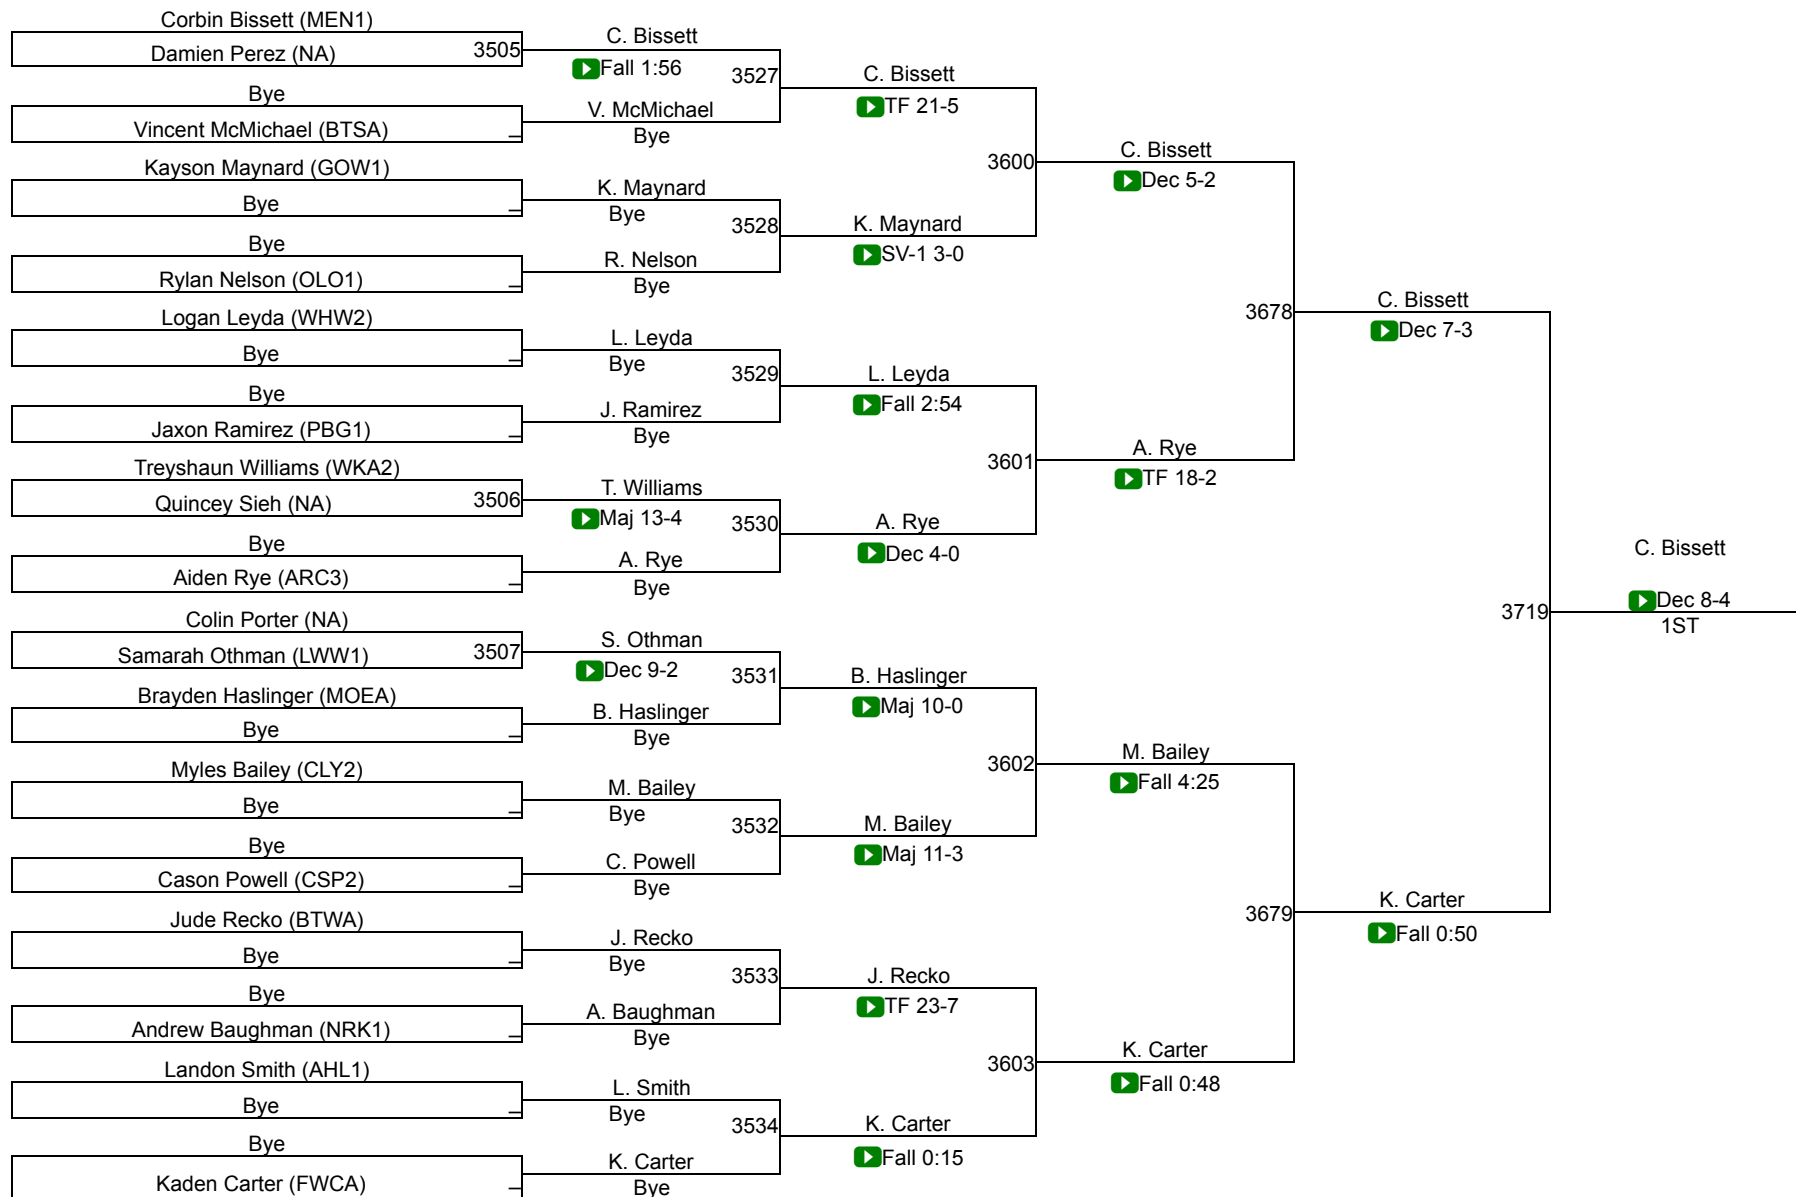 Corbin Bissett (MEN1)
Damien Perez (NA)
3505
Bye
Vincent McMichael (BTSA)
Kayson Maynard (GOW1)
Bye
Bye
Rylan Nelson (OLO1)
Logan Leyda (WHW2)
Bye
Bye
Jaxon Ramirez (PBG1)
Treyshaun Williams (WKA2)
Quincey Sieh (NA)
3506
Bye
Aiden Rye (ARC3)
Colin Porter (NA)
Samarah Othman (LWW1)
3507
Brayden Haslinger (MOEA)
Bye
Myles Bailey (CLY2)
Bye
Bye
Cason Powell (CSP2)
Jude Recko (BTWA)
Bye
Bye
Andrew Baughman (NRK1)
Landon Smith (AHL1)
Bye
Bye
Kaden Carter (FWCA)
C. Bissett
Fall 1:56
3527
V. McMichael
Bye
K. Maynard
Bye
3528
R. Nelson
Bye
L. Leyda
Bye
3529
J. Ramirez
Bye
T. Williams
Maj 13-4
3530
A. Rye
Bye
S. Othman
Dec 9-2
3531
B. Haslinger
Bye
M. Bailey
Bye
3532
C. Powell
Bye
J. Recko
Bye
3533
A. Baughman
Bye
L. Smith
Bye
3534
K. Carter
Bye
C. Bissett
TF 21-5
3600
K. Maynard
SV-1 3-0
L. Leyda
Fall 2:54
3601
A. Rye
Dec 4-0
B. Haslinger
Maj 10-0
3602
M. Bailey
Maj 11-3
J. Recko
TF 23-7
3603
K. Carter
Fall 0:15
C. Bissett
Dec 5-2
3678
A. Rye
TF 18-2
M. Bailey
Fall 4:25
3679
K. Carter
Fall 0:48
C. Bissett
Dec 7-3
3719
K. Carter
Fall 0:50
C. Bissett
Dec 8-4
1ST